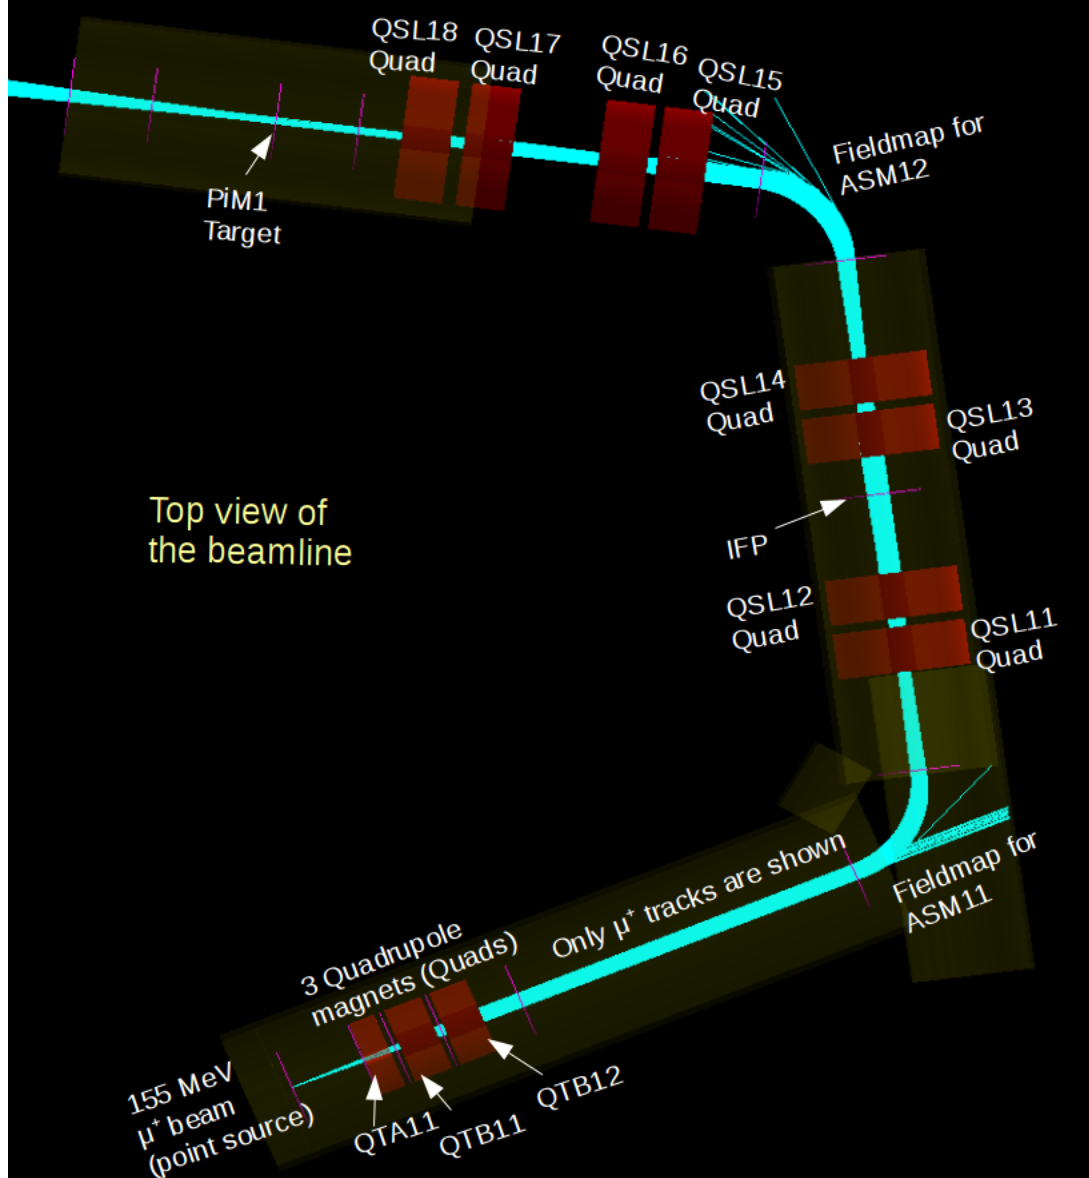 QSL18
Quad
QSL17
Quad
QSL16
Quad
QSL15
Quad
Fieldmap for
ASM12
PiM1
Target
QSL14
Quad
QSL13
Quad
Top view of
the beamline
IFP
QSL12
Quad
QSL11
Quad
Fieldmap for
ASM11
Only μ⁺ tracks are shown
3 Quadrupole
magnets (Quads)
155 MeV
μ⁺ beam
(point source)
QTA11
QTB11
QTB12